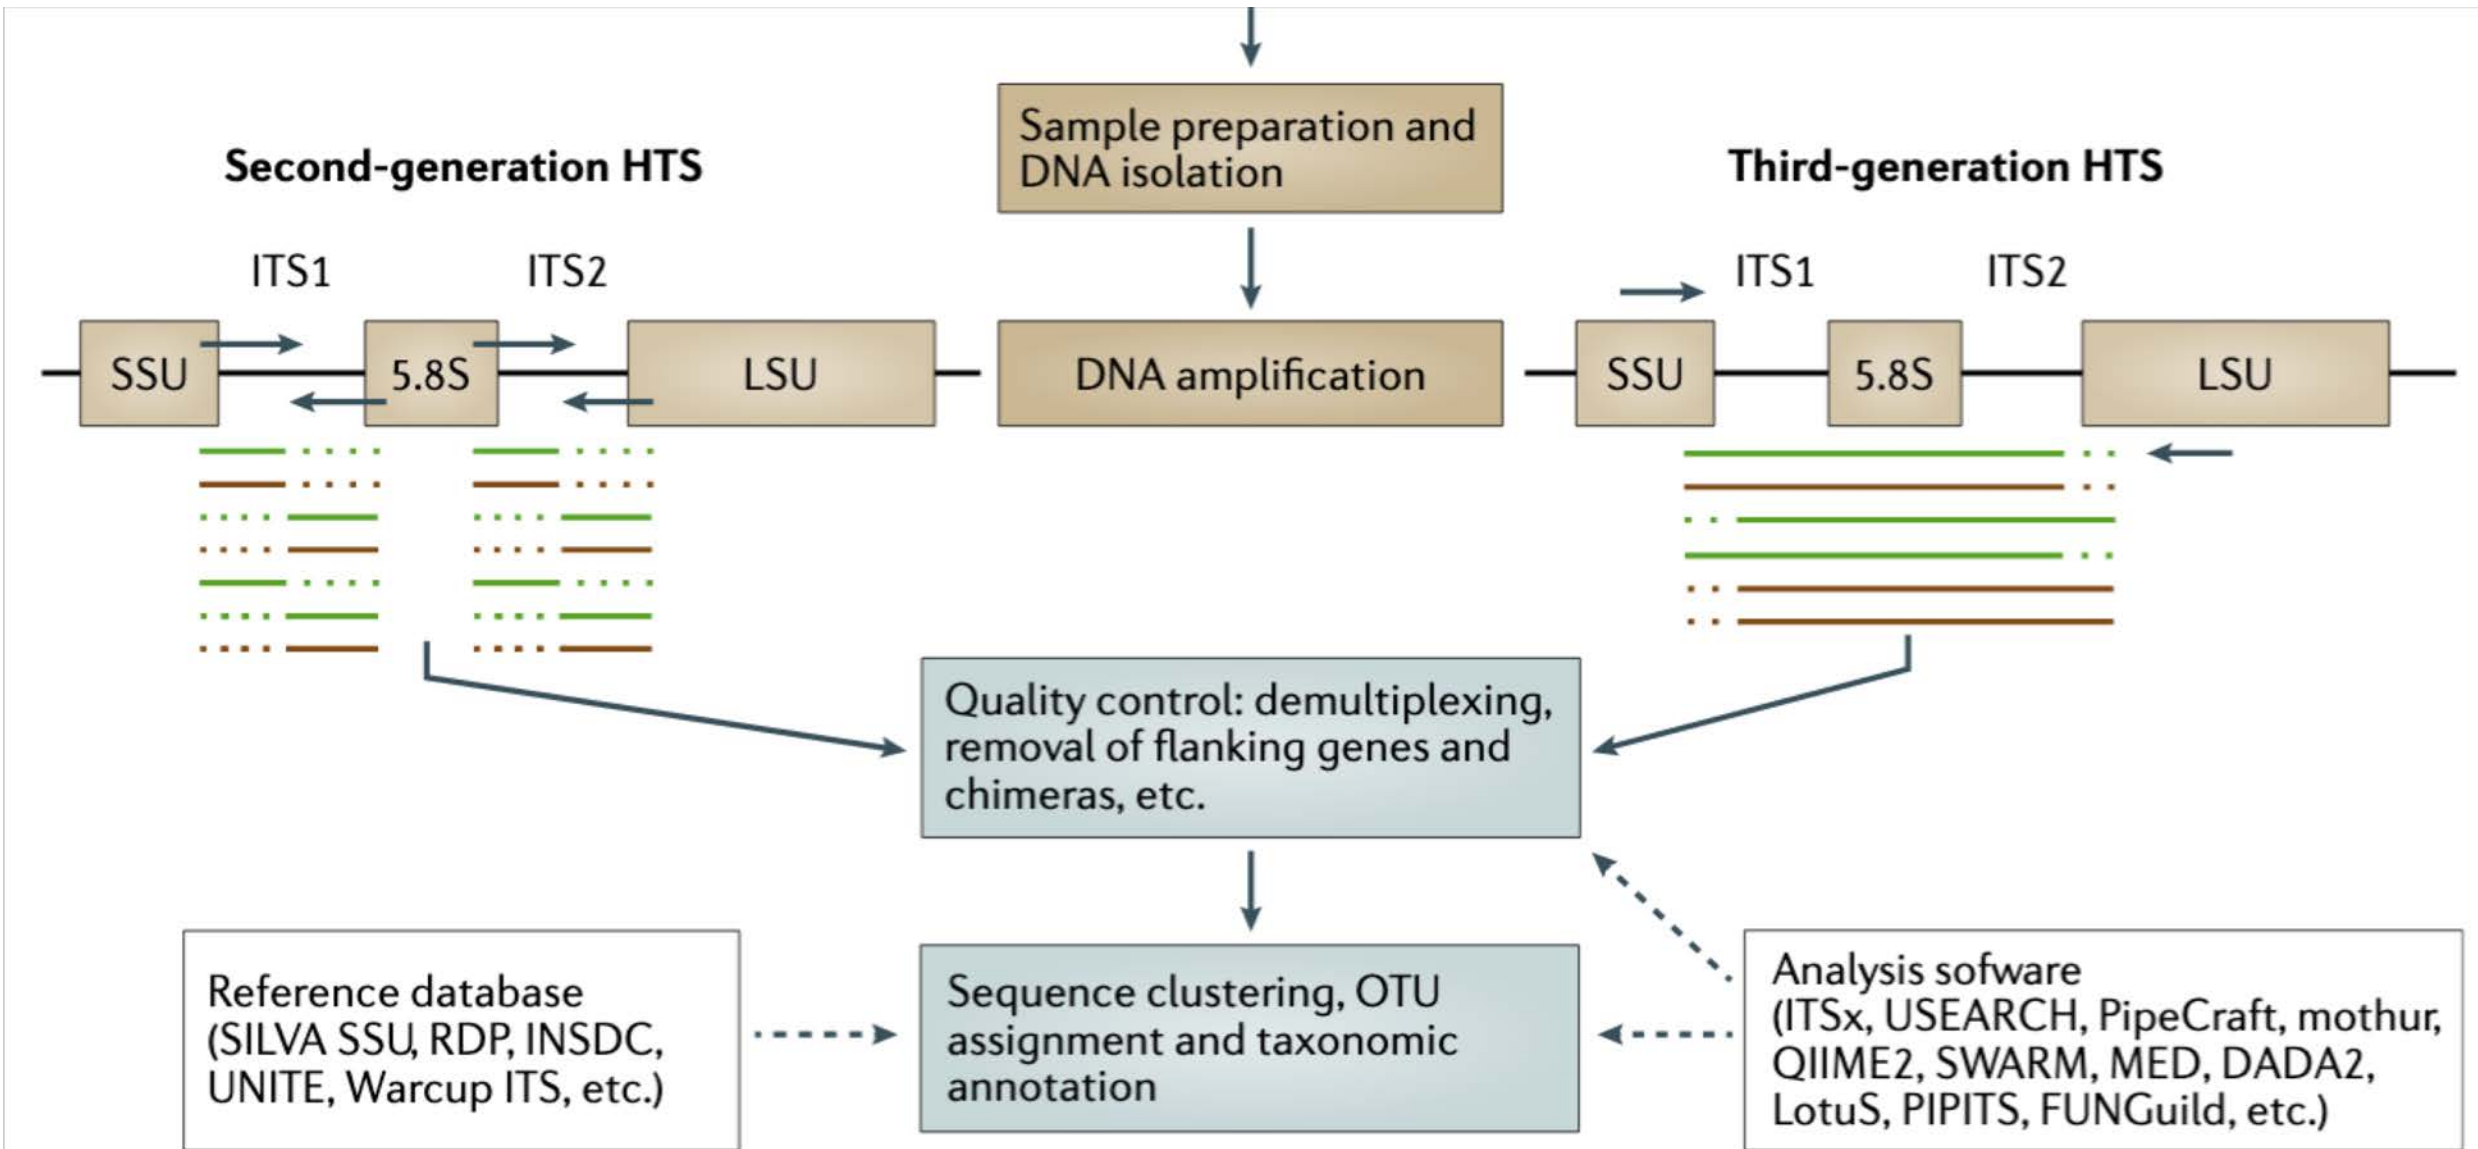 Sample preparation and
DNA isolation
Second-generation HTS
Third-generation HTS
ITS1
ITS2
SSU
5.8S
LSU
DNA amplification
ITS1
ITS2
SSU
5.8S
LSU
Quality control: demultiplexing,
removal of flanking genes and
chimeras, etc.
Reference database
(SILVA SSU, RDP, INSDC,
UNITE, Warcup ITS, etc.)
Sequence clustering, OTU
assignment and taxonomic
annotation
Analysis sofware
(ITSx, USEARCH, PipeCraft, mothur,
QIIME2, SWARM, MED, DADA2,
LotuS, PIPITS, FUNGuild, etc.)